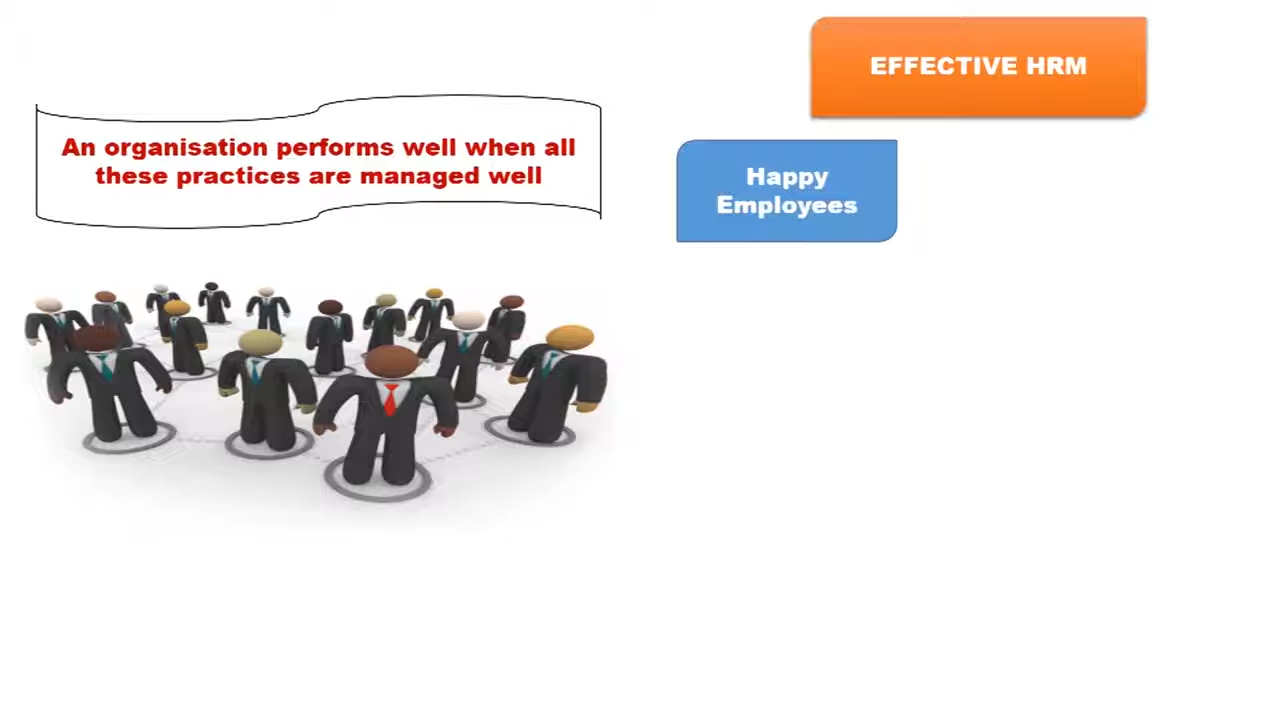 EFFECTIVE HRM
An organisation performs well when all
these practices are managed well
Happy
Employees